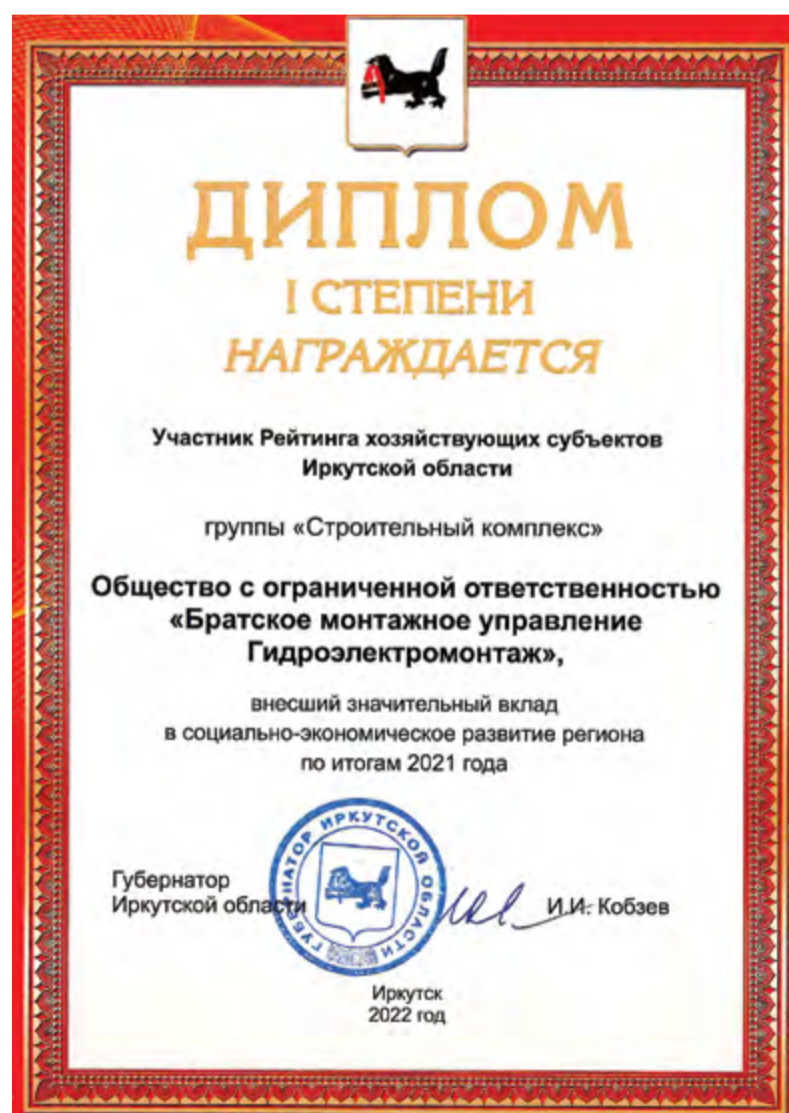 ДИПЛОМ
I СТЕПЕНИ
НАГРАЖДАЕТСЯ
Участник Рейтинга хозяйствующих субъектов
Иркутской области
группы «Строительный комплекс»
Общество с ограниченной ответственностью
«Братское монтажное управление
Гидроэлектромонтаж»,
внесший значительный вклад
в социально-экономическое развитие региона
по итогам 2021 года
Губернатор
Иркутской области
ГУБЕРНАТОР ИРКУТСКОЙ ОБЛАСТИ
И.И. Кобзев
Иркутск
2022 год